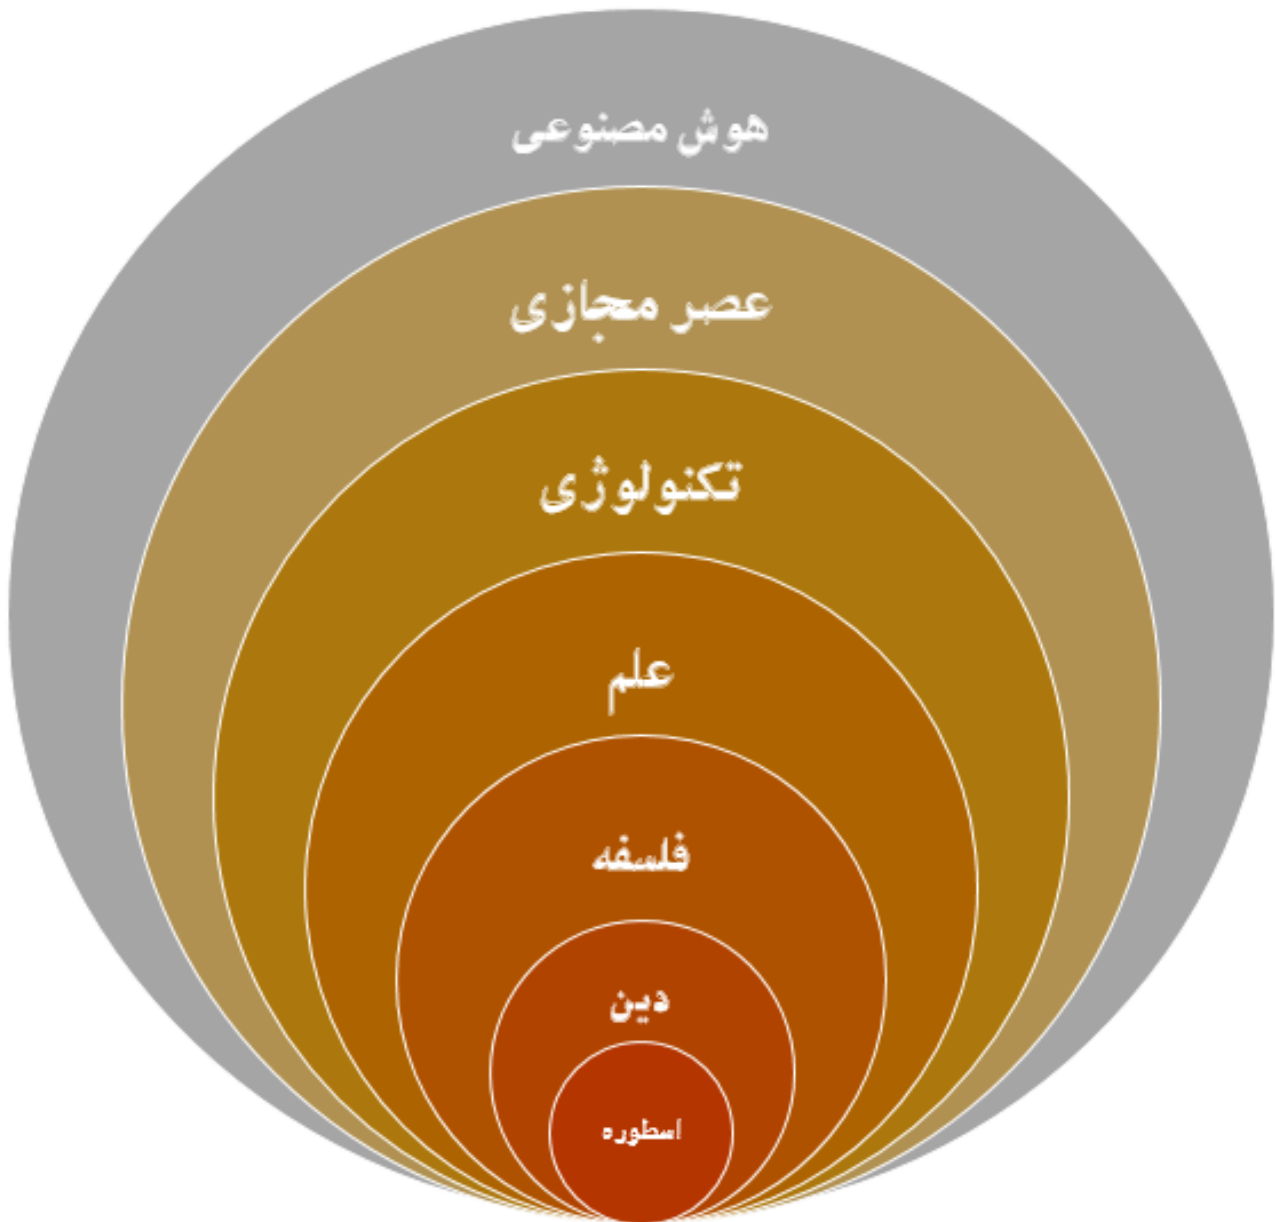 هوش مصنوعی
عصر مجازی
تکنولوژی
علم
فلسفه
دین
اسطوره